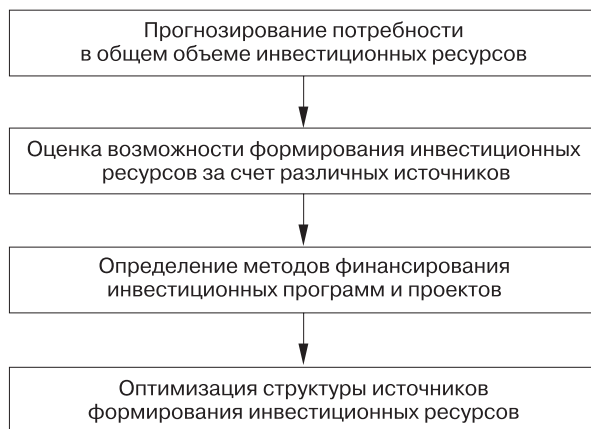 Прогнозирование потребности
в общем объеме инвестиционных ресурсов
Оценка возможности формирования инвестиционных
ресурсов за счет различных источников
Определение методов финансирования
инвестиционных программ и проектов
Оптимизация структуры источников
формирования инвестиционных ресурсов